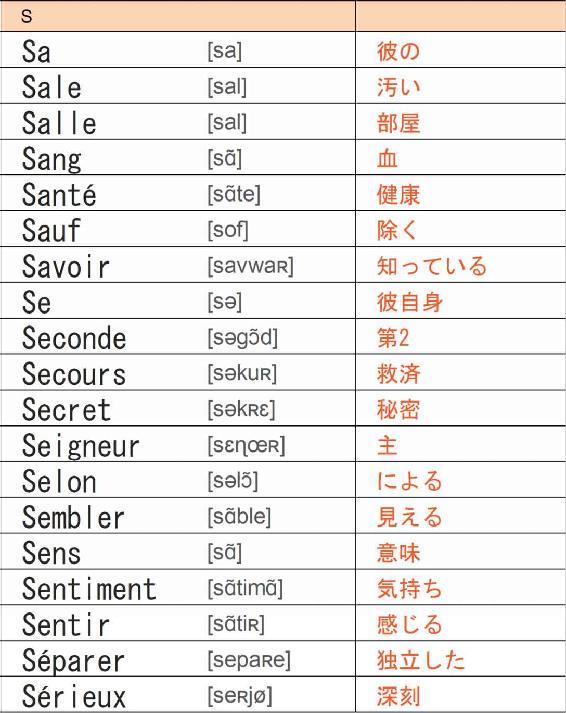 S
Sa [sa] 彼の
Sale [sal] 汚い
Salle [sal] 部屋
Sang [sɑ̃] 血
Santé [sɑ̃te] 健康
Sauf [sof] 除く
Savoir [savwaʀ] 知っている
Se [sə] 彼自身
Seconde [səgɔ̃d] 第2
Secours [səkuʀ] 救済
Secret [səkʀɛ] 秘密
Seigneur [sɛɳœʀ] 主
Selon [səlɔ̃] による
Sembler [sɑ̃ble] 見える
Sens [sɑ̃] 意味
Sentiment [sɑ̃timɑ̃] 気持ち
Sentir [sɑ̃tiʀ] 感じる
Séparer [sepaʀe] 独立した
Sérieux [seʀjø] 深刻